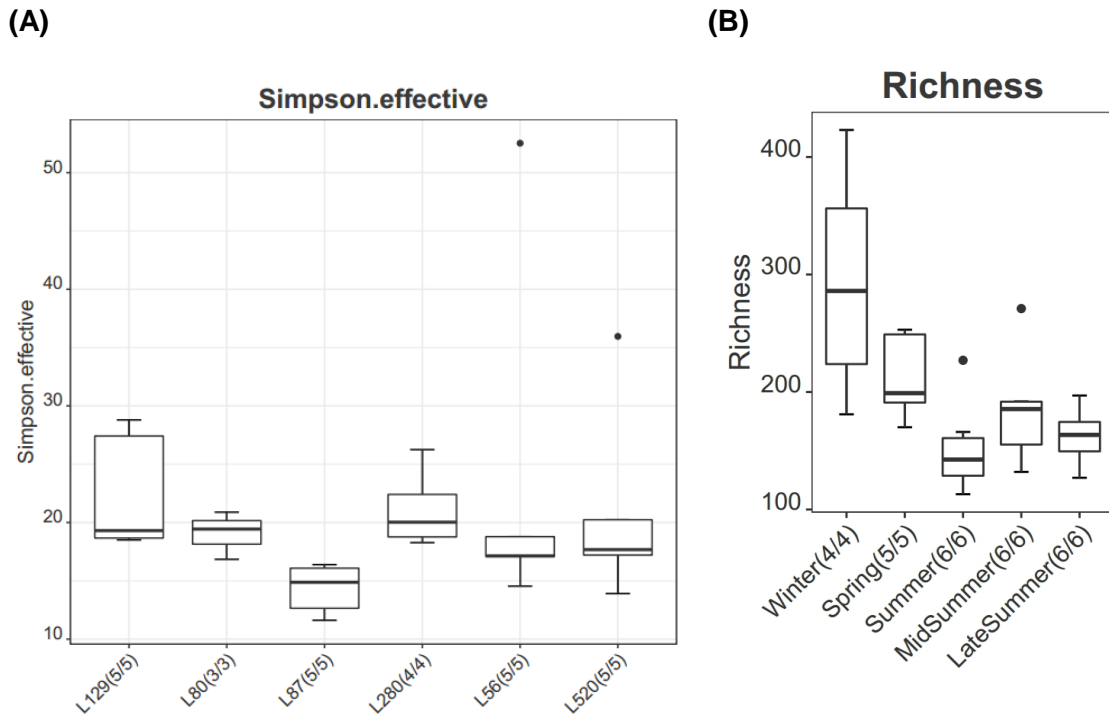 (A)
(B)
Simpson.effective
Simpson.effective
50
40
30
20
10
L129(5/5)
L80(3/3)
L87(5/5)
L280(4/4)
L56(5/5)
L520(5/5)
Richness
Richness
400
300
200
100
Winter(4/4)
Spring(5/5)
Summer(6/6)
MidSummer(6/6)
LateSummer(6/6)